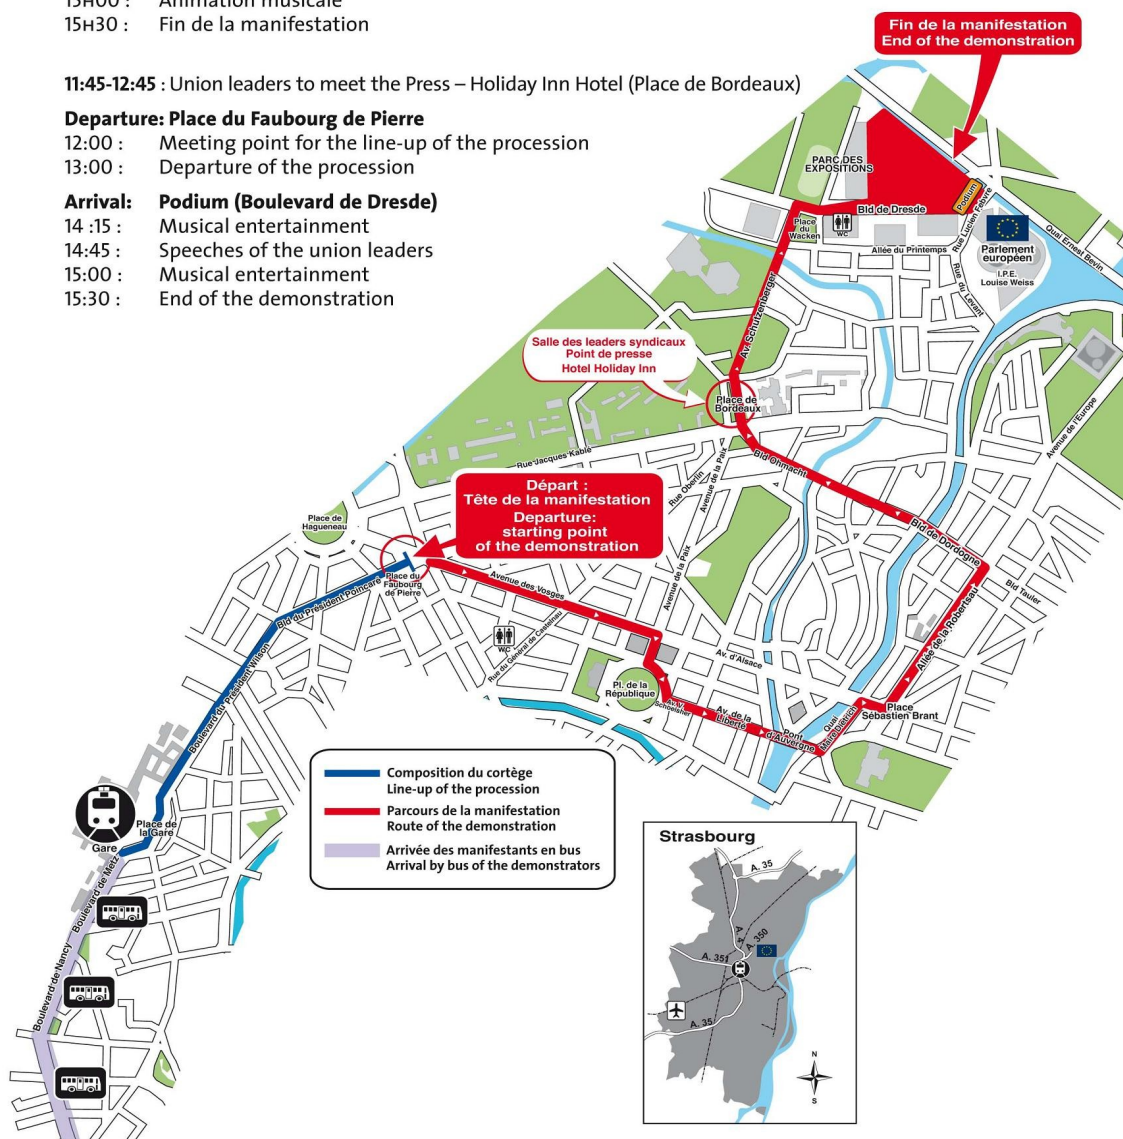 15H00 : Animation musicale
15H30 : Fin de la manifestation
11:45-12:45 : Union leaders to meet the Press – Holiday Inn Hotel (Place de Bordeaux)
Departure: Place du Faubourg de Pierre
12:00 : Meeting point for the line-up of the procession
13:00 : Departure of the procession
Arrival: Podium (Boulevard de Dresde)
14 :15 : Musical entertainment
14:45 : Speeches of the union leaders
15:00 : Musical entertainment
15:30 : End of the demonstration
Fin de la manifestation
End of the demonstration
PARC DES
EXPOSITIONS
Podium
Bld de Dresde
Place
du
Wacken
WC
Allée du Printemps
Rue Lucien Febvre
Parlement
européen
I.P.E.
Louise Weiss
Quai Ernest Bevin
Rue du Levant
Av. Schutzenberger
Salle des leaders syndicaux
Point de presse
Hotel Holiday Inn
Place de
Bordeaux
Avenue de l'Europe
Rue Jacques Kablé
Bld Ohmacht
Rue Oberlin
Avenue de la Paix
Départ :
Tête de la manifestation
Departure:
starting point
of the demonstration
Place de
Hagueneau
Bld de Dordogne
Place du
Faubourg
de Pierre
Avenue des Vosges
Avenue de la Paix
Bld Tauler
Bld du Président Poincaré
WC
Rue du Général de Castelnau
Allée de la Robertsau
Av. d'Alsace
Boulevard du Président Wilson
Pl. de la
République
Av. V.
Schoelsher
Av. de la
Liberté
Pont
d'Auvergne
Quai
Maire Dietrich
Place
Sébastien Brant
Composition du cortège
Line-up of the procession
Parcours de la manifestation
Route of the demonstration
Arrivée des manifestants en bus
Arrival by bus of the demonstrators
Place de
la Gare
Gare
Boulevard de Metz
Boulevard de Nancy
Strasbourg
A. 35
A. 4
A. 350
A. 351
A. 35
N
S